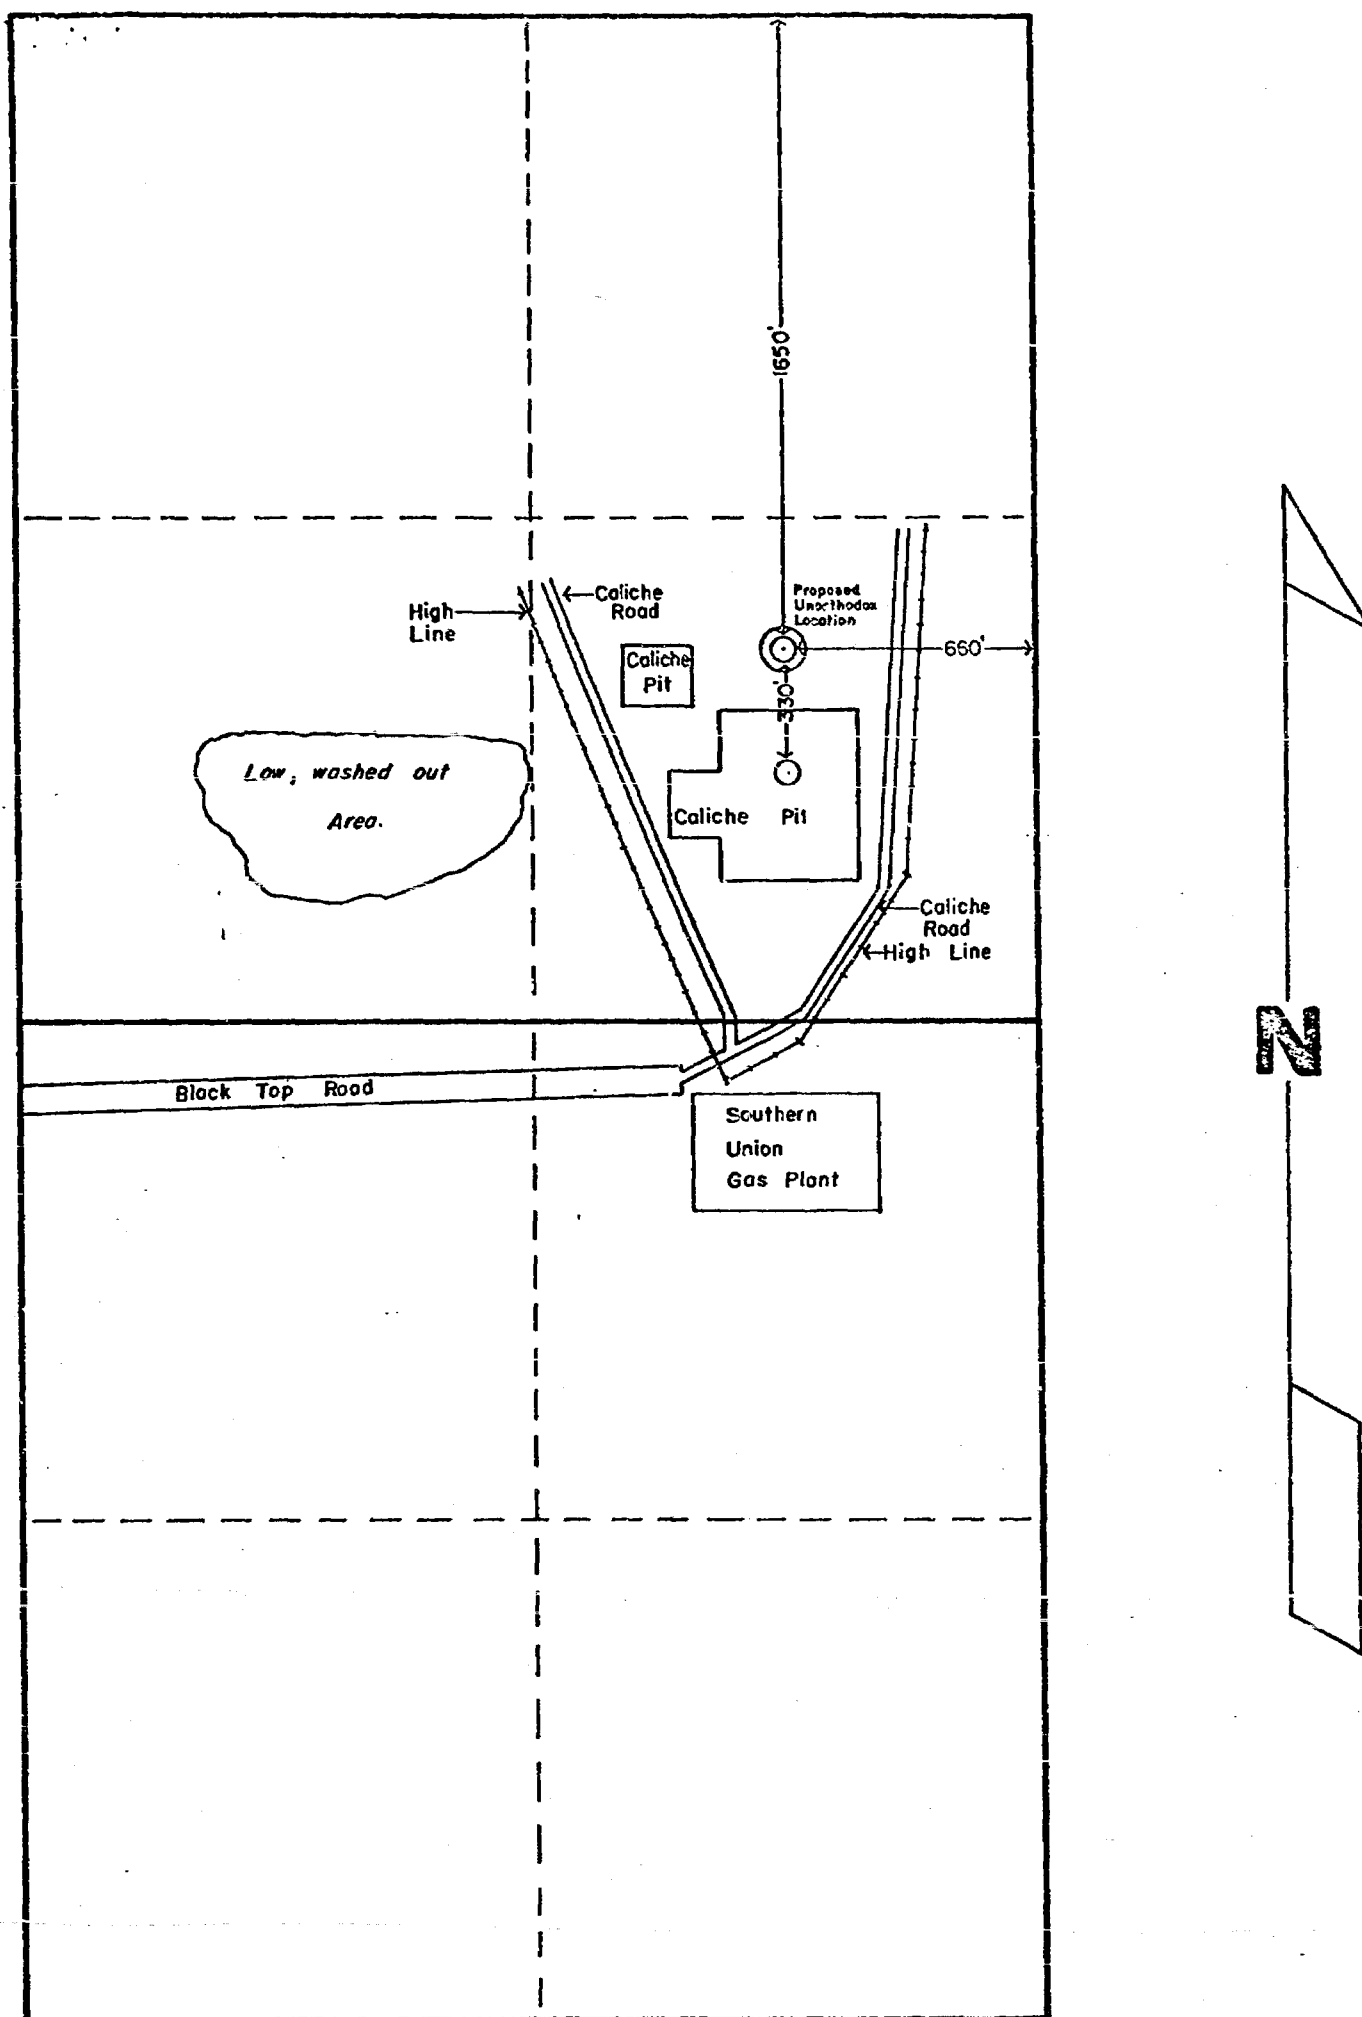 1650'
High
Line
Caliche
Road
Proposed
Unorthodox
Location
660'
Caliche
Pit
330'
Low, washed out
Area.
Caliche Pit
Caliche
Road
High Line
N
Black Top Road
Southern
Union
Gas Plant